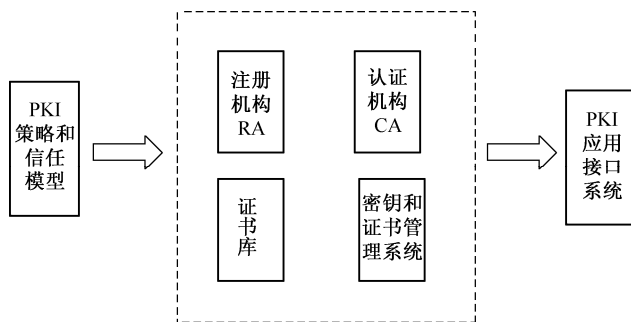 PKI
策略和
信任
模型
注册
机构
RA
认证
机构
CA
证
书
库
密钥和
证书管
理系统
PKI
应用
接口
系统